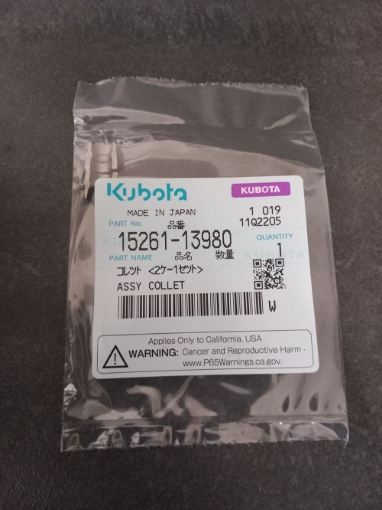 Kubota KUBOTA
MADE IN JAPAN 1 019
PART No. 品番 11Q2205
15261-13980 QUANTITY
PART NAME 品名 数量 1
コレット <2ケ-1セット>
ASSY COLLET
W
Applies Only to California, USA
WARNING: Cancer and Reproductive Harm -
www.P65Warnings.ca.gov.